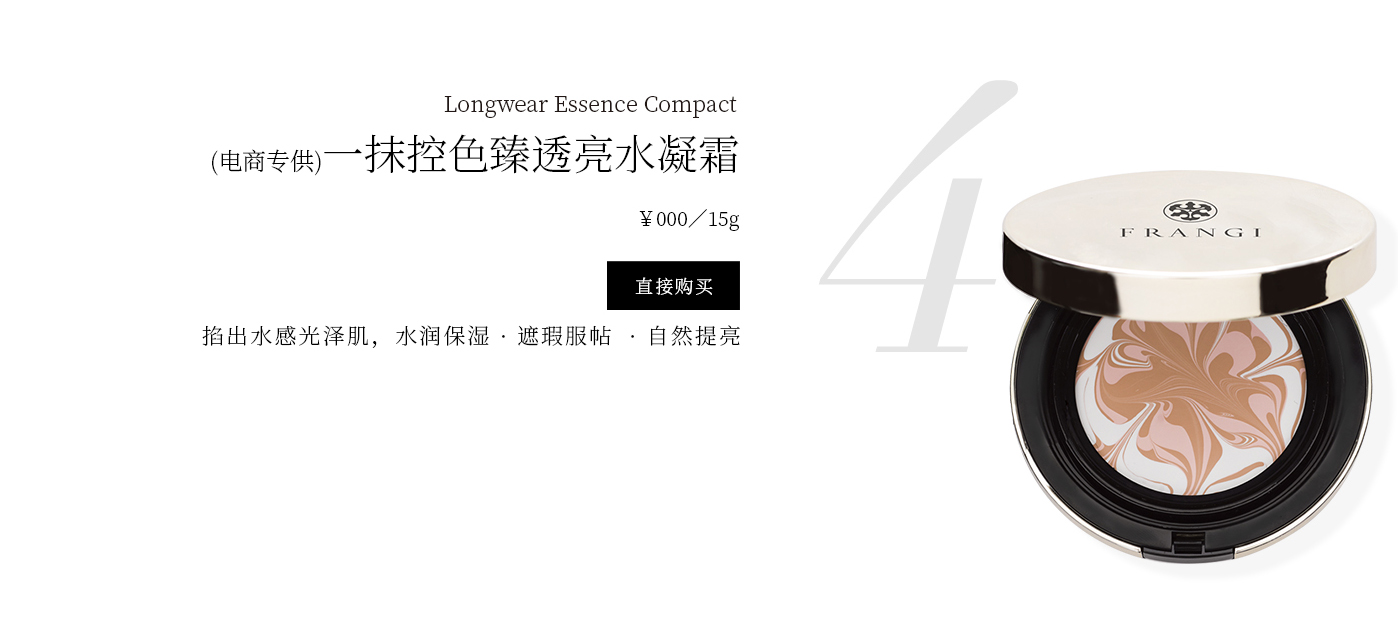 Longwear Essence Compact
(电商专供)一抹控色臻透亮水凝霜
￥000／15g
直接购买
掐出水感光泽肌，水润保湿 · 遮瑕服帖 · 自然提亮
4
FRANGI